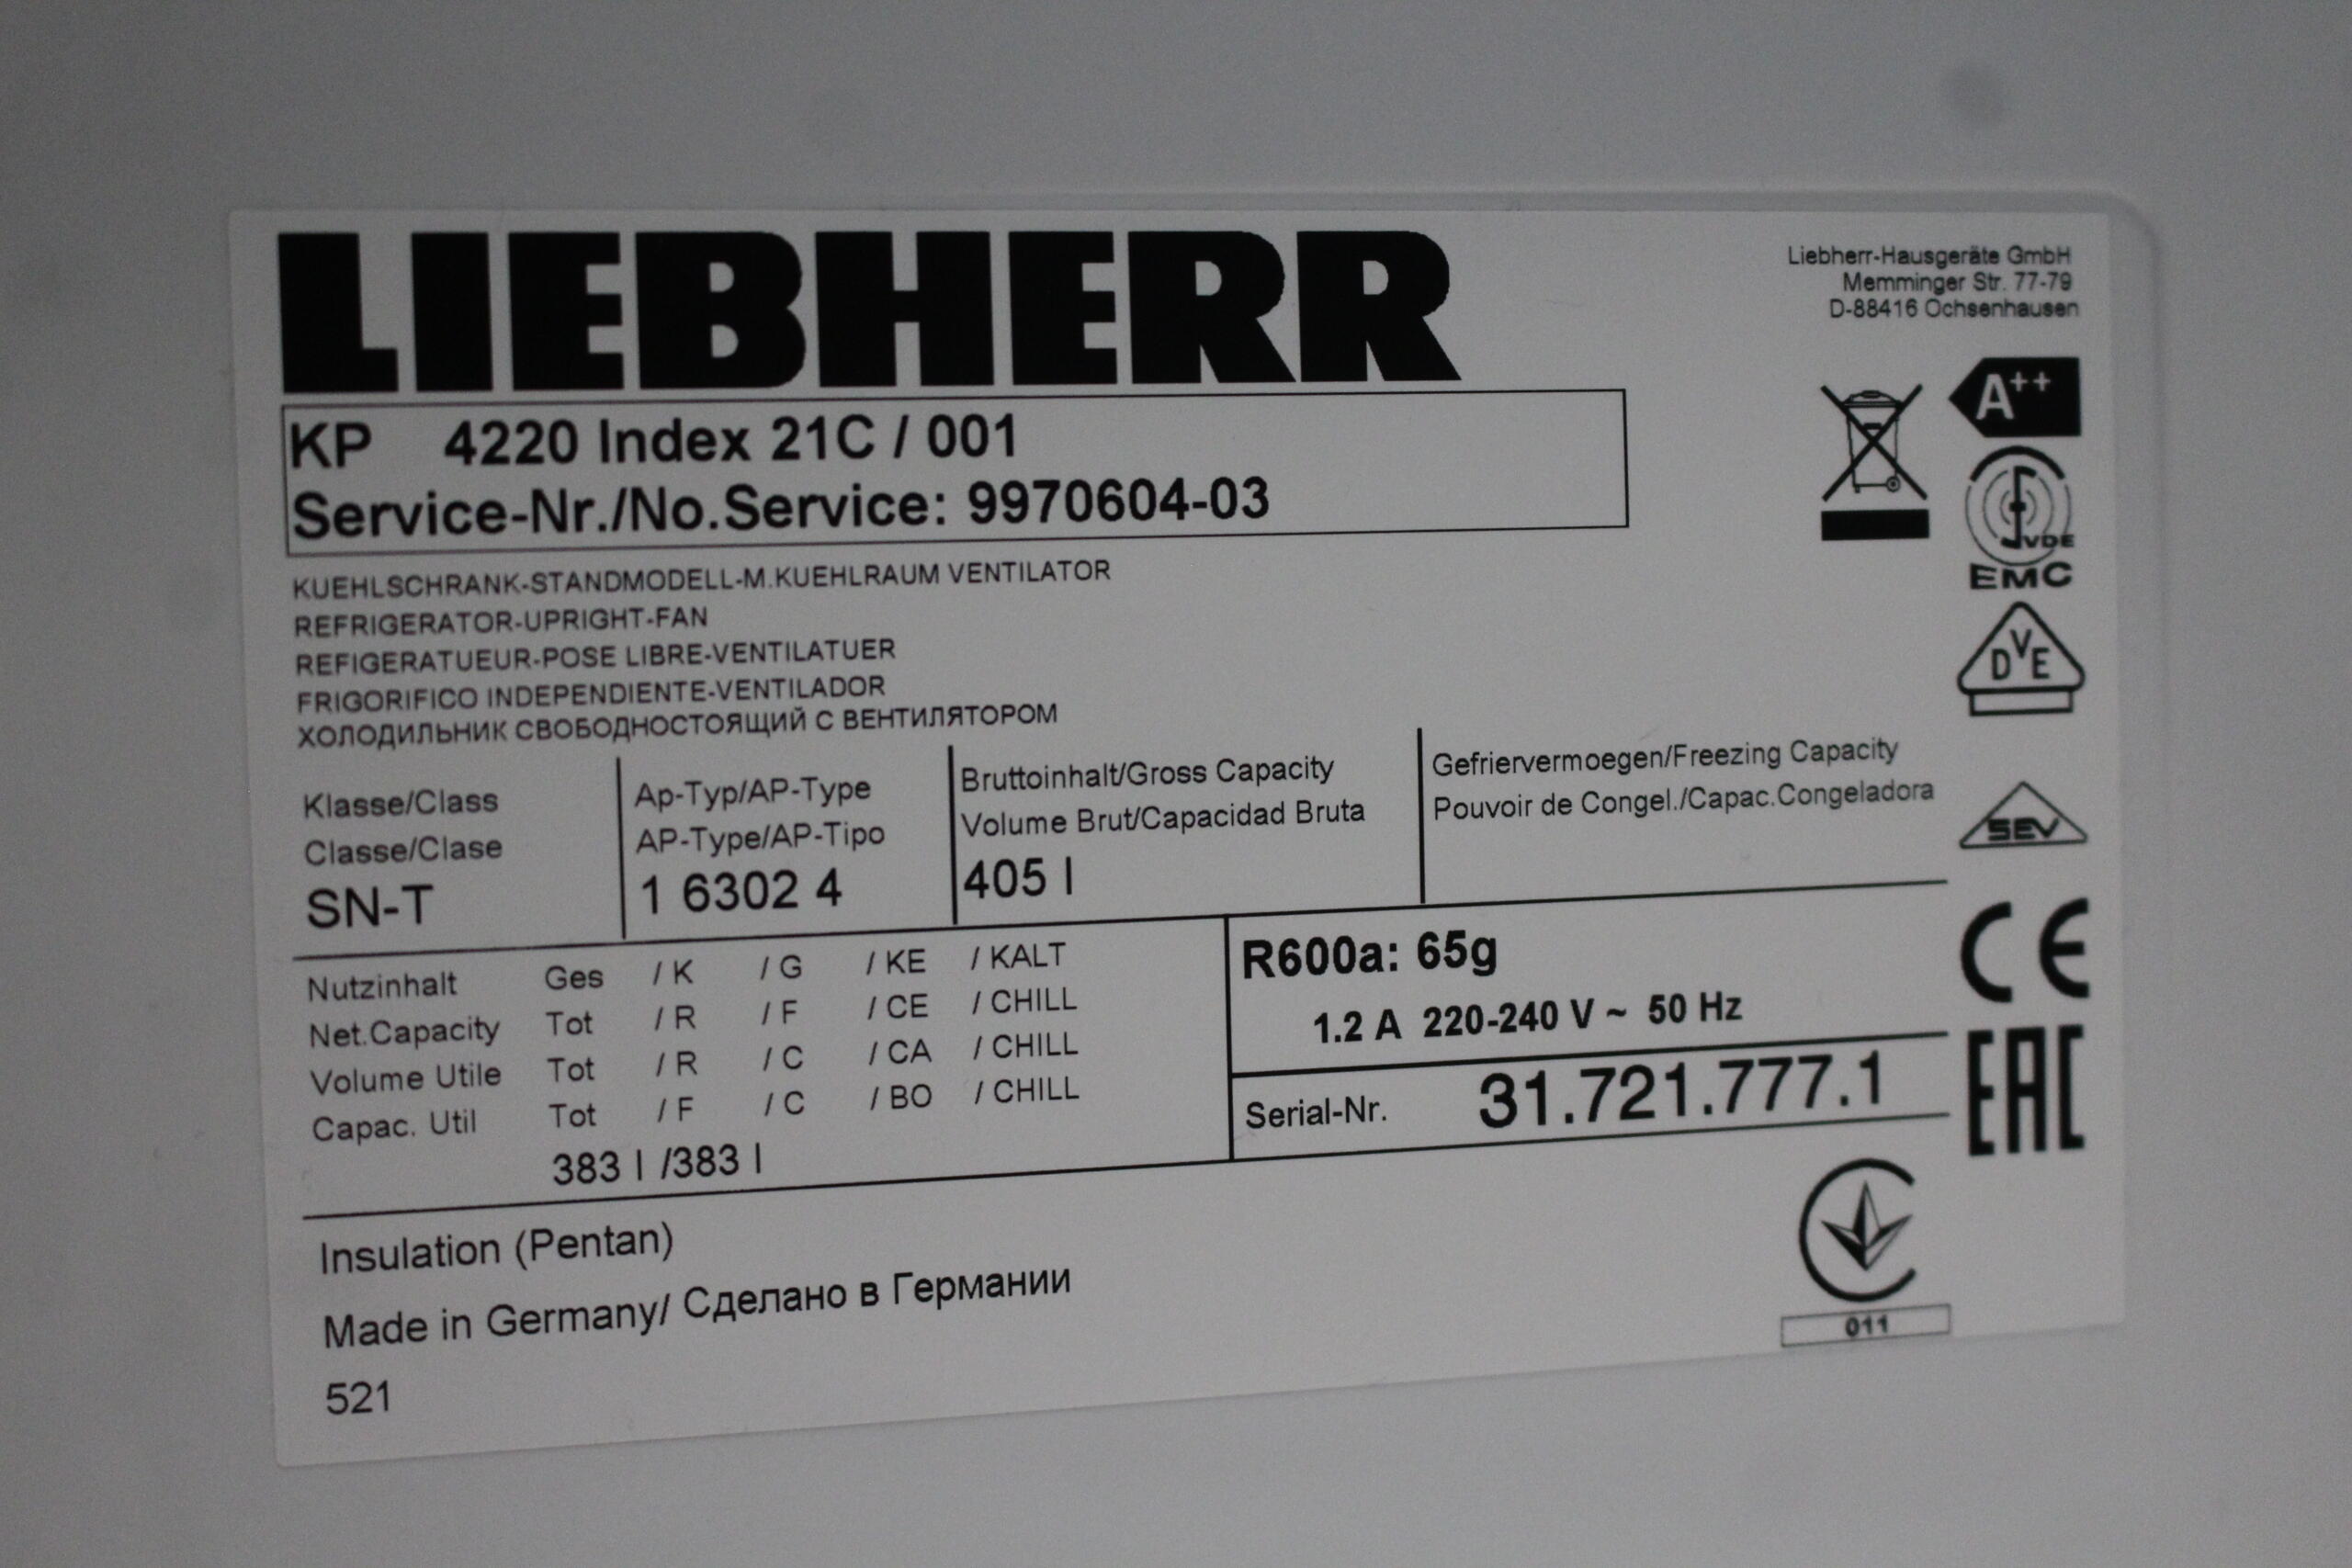 LIEBHERR
Liebherr-Hausgeräte GmbH
Memminger Str. 77-79
D-88416 Ochsenhausen
KP 4220 Index 21C / 001
Service-Nr./No.Service: 9970604-03
A++
VDE
EMC
KUEHLSCHRANK-STANDMODELL-M.KUEHLRAUM VENTILATOR
REFRIGERATOR-UPRIGHT-FAN
REFIGERATUEUR-POSE LIBRE-VENTILATUER
FRIGORIFICO INDEPENDIENTE-VENTILADOR
ХОЛОДИЛЬНИК СВОБОДНОСТОЯЩИЙ С ВЕНТИЛЯТОРОМ
DVE
Klasse/Class
Classe/Clase
SN-T
Ap-Typ/AP-Type
AP-Type/AP-Tipo
1 6302 4
Bruttoinhalt/Gross Capacity
Volume Brut/Capacidad Bruta
405 l
Gefriervermoegen/Freezing Capacity
Pouvoir de Congel./Capac.Congeladora
SEV
CE
Nutzinhalt Ges / K / G / KE / KALT
Net.Capacity Tot / R / F / CE / CHILL
Volume Utile Tot / R / C / CA / CHILL
Capac. Util Tot / F / C / BO / CHILL
383 l /383 l
R600a: 65g
1.2 A 220-240 V ~ 50 Hz
Serial-Nr. 31.721.777.1
EAC
Insulation (Pentan)
Made in Germany/ Сделано в Германии
521
011